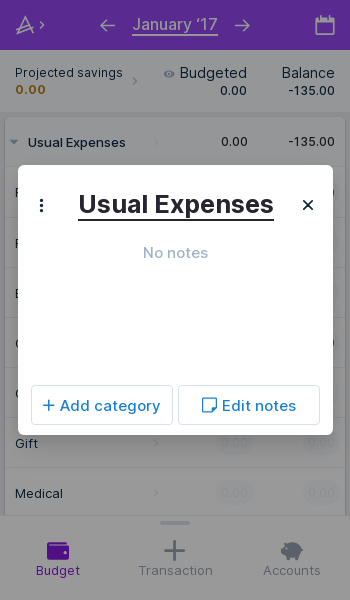 January ‘17
Projected savings
Budgeted
Balance
0.00
0.00
-135.00
Usual Expenses
0.00
-135.00
Usual Expenses
No notes
Add category
Edit notes
Gift
0.00
0.00
Medical
0.00
0.00
Budget
Transaction
Accounts